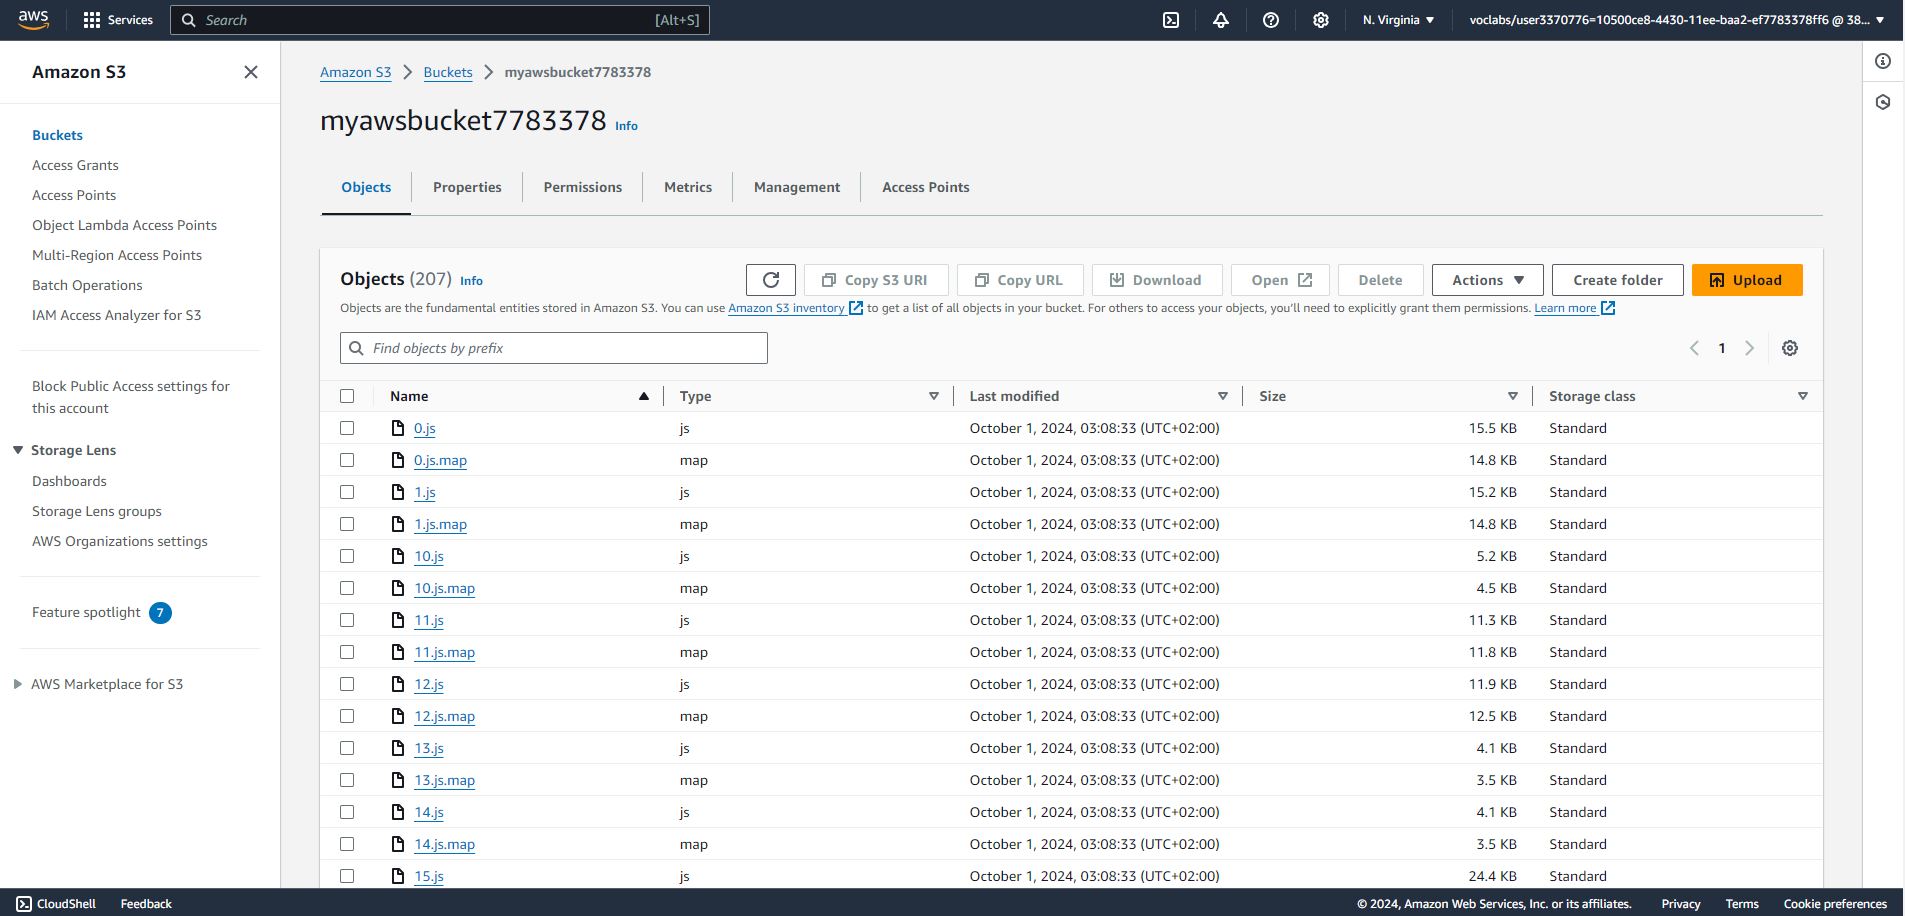 aws Services Search [Alt+S] N. Virginia voclabs/user3370776=10500ce8-4430-11ee-baa2-ef7783378ff6 @ 38...
Amazon S3
Buckets
Access Grants
Access Points
Object Lambda Access Points
Multi-Region Access Points
Batch Operations
IAM Access Analyzer for S3
Block Public Access settings for
this account
Storage Lens
Dashboards
Storage Lens groups
AWS Organizations settings
Feature spotlight 7
AWS Marketplace for S3
Amazon S3 Buckets myawsbucket7783378
myawsbucket7783378 Info
Objects Properties Permissions Metrics Management Access Points
Objects (207) Info Copy S3 URI Copy URL Download Open Delete Actions Create folder Upload
Objects are the fundamental entities stored in Amazon S3. You can use Amazon S3 inventory to get a list of all objects in your bucket. For others to access your objects, you'll need to explicitly grant them permissions. Learn more
Find objects by prefix 1
Name Type Last modified Size Storage class
0.js js October 1, 2024, 03:08:33 (UTC+02:00) 15.5 KB Standard
0.js.map map October 1, 2024, 03:08:33 (UTC+02:00) 14.8 KB Standard
1.js js October 1, 2024, 03:08:33 (UTC+02:00) 15.2 KB Standard
1.js.map map October 1, 2024, 03:08:33 (UTC+02:00) 14.8 KB Standard
10.js js October 1, 2024, 03:08:33 (UTC+02:00) 5.2 KB Standard
10.js.map map October 1, 2024, 03:08:33 (UTC+02:00) 4.5 KB Standard
11.js js October 1, 2024, 03:08:33 (UTC+02:00) 11.3 KB Standard
11.js.map map October 1, 2024, 03:08:33 (UTC+02:00) 11.8 KB Standard
12.js js October 1, 2024, 03:08:33 (UTC+02:00) 11.9 KB Standard
12.js.map map October 1, 2024, 03:08:33 (UTC+02:00) 12.5 KB Standard
13.js js October 1, 2024, 03:08:33 (UTC+02:00) 4.1 KB Standard
13.js.map map October 1, 2024, 03:08:33 (UTC+02:00) 3.5 KB Standard
14.js js October 1, 2024, 03:08:33 (UTC+02:00) 4.1 KB Standard
14.js.map map October 1, 2024, 03:08:33 (UTC+02:00) 3.5 KB Standard
15.js js October 1, 2024, 03:08:33 (UTC+02:00) 24.4 KB Standard
CloudShell Feedback © 2024, Amazon Web Services, Inc. or its affiliates. Privacy Terms Cookie preferences